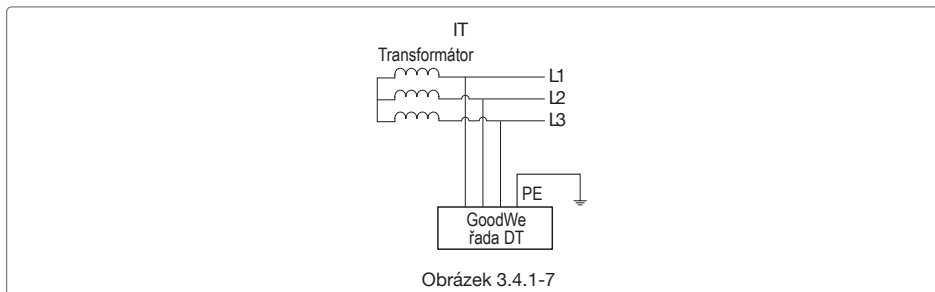 IT
Transformátor
L1
L2
L3
PE
GoodWe
řada DT
Obrázek 3.4.1-7